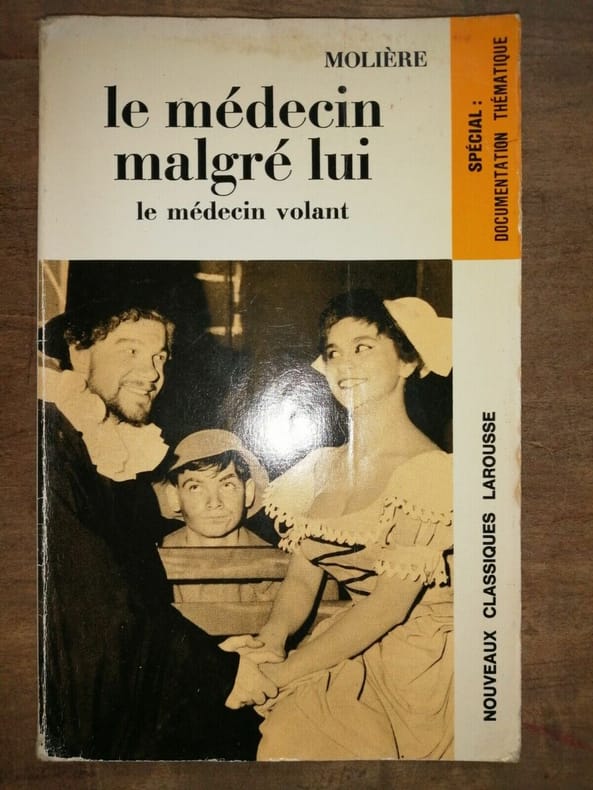 MOLIÈRE
le médecin
malgré lui
le médecin volant
SPÉCIAL :
DOCUMENTATION THÉMATIQUE
NOUVEAUX CLASSIQUES LAROUSSE